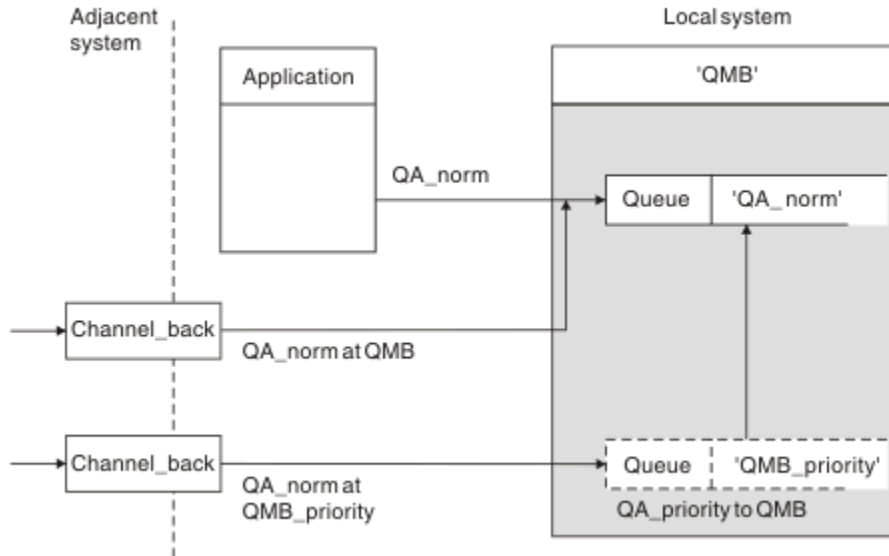 Adjacent
system
Local system
Application
'QMB'
QA_norm
Queue
'QA_norm'
Channel_back
QA_norm at QMB
Channel_back
QA_norm at
QMB_priority
Queue
'QMB_priority'
QA_priority to QMB